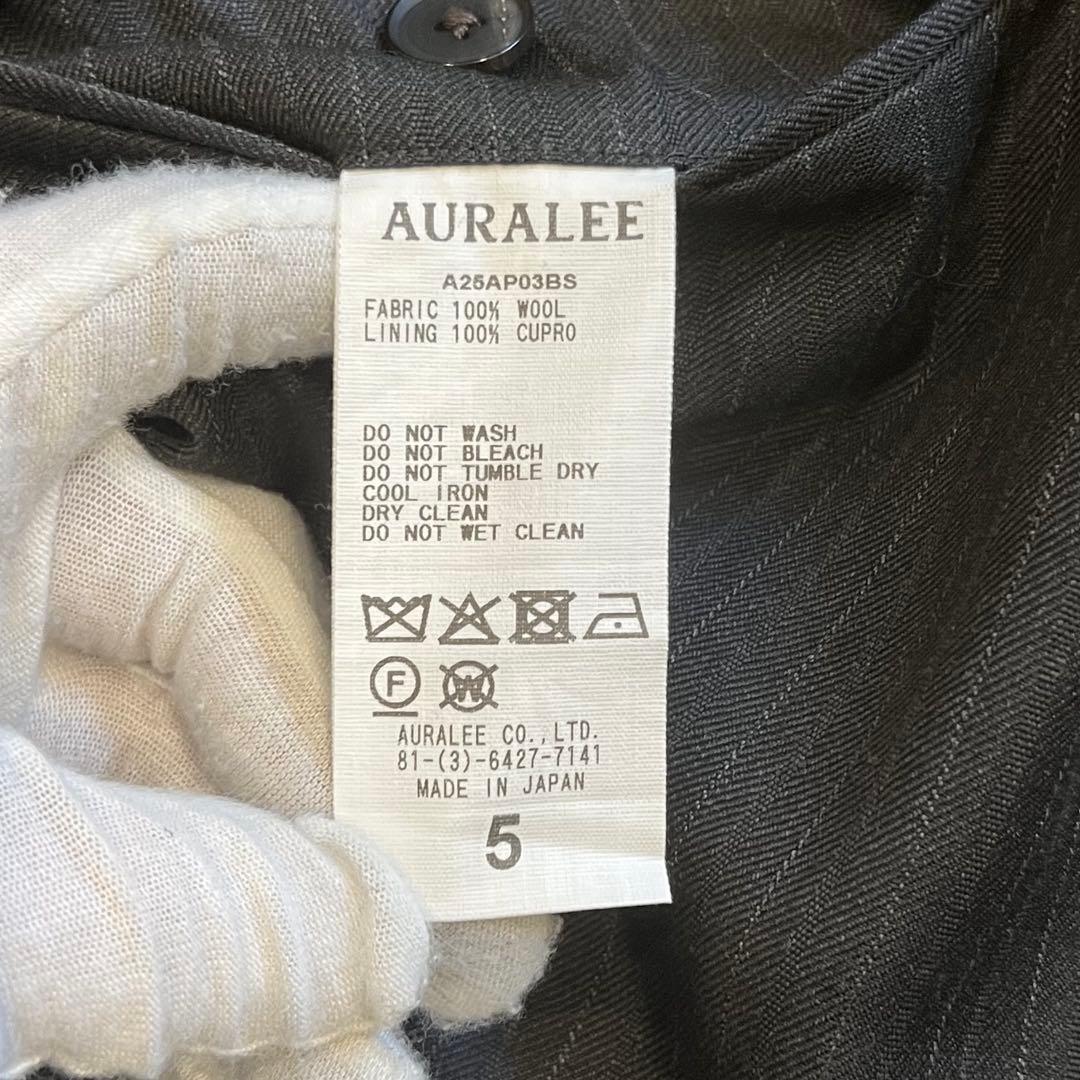 AURALEE
A25AP03BS
FABRIC 100% WOOL
LINING 100% CUPRO
DO NOT WASH
DO NOT BLEACH
DO NOT TUMBLE DRY
COOL IRON
DRY CLEAN
DO NOT WET CLEAN
F W
AURALEE CO.,LTD.
81-(3)-6427-7141
MADE IN JAPAN
5